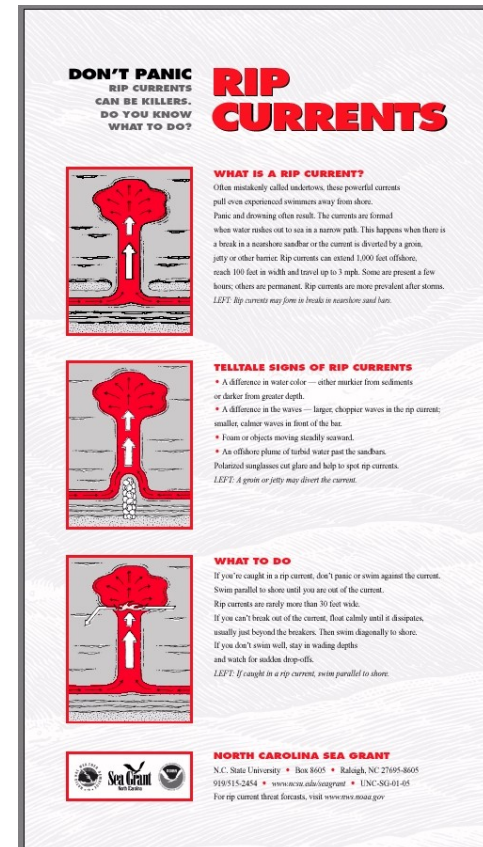 DON'T PANIC
RIP CURRENTS
CAN BE KILLERS.
DO YOU KNOW
WHAT TO DO?
RIP
CURRENTS
WHAT IS A RIP CURRENT?
Often mistakenly called undertows, these powerful currents
pull even experienced swimmers away from shore.
Panic and drowning often result. The currents are formed
when water rushes out to sea in a narrow path. This happens when there is
a break in a nearshore sandbar or the current is diverted by a groin,
jetty or other barrier. Rip currents can extend 1,000 feet offshore,
reach 100 feet in width and travel up to 3 mph. Some are present a few
hours; others are permanent. Rip currents are more prevalent after storms.
LEFT: Rip currents may form in breaks in nearshore sand bars.
TELLTALE SIGNS OF RIP CURRENTS
• A difference in water color — either murkier from sediments
or darker from greater depth.
• A difference in the waves — larger, choppier waves in the rip current;
smaller, calmer waves in front of the bar.
• Foam or objects moving steadily seaward.
• An offshore plume of turbid water past the sandbars.
Polarized sunglasses cut glare and help to spot rip currents.
LEFT: A groin or jetty may divert the current.
WHAT TO DO
If you're caught in a rip current, don't panic or swim against the current.
Swim parallel to shore until you are out of the current.
Rip currents are rarely more than 30 feet wide.
If you can't break out of the current, float calmly until it dissipates,
usually just beyond the breakers. Then swim diagonally to shore.
If you don't swim well, stay in wading depths
and watch for sudden drop-offs.
LEFT: If caught in a rip current, swim parallel to shore.
Sea Grant
North Carolina
NORTH CAROLINA SEA GRANT
N.C. State University • Box 8605 • Raleigh, NC 27695-8605
919/515-2454 • www.ncsu.edu/seagrant • UNC-SG-01-05
For rip current threat forecasts, visit www.nws.noaa.gov